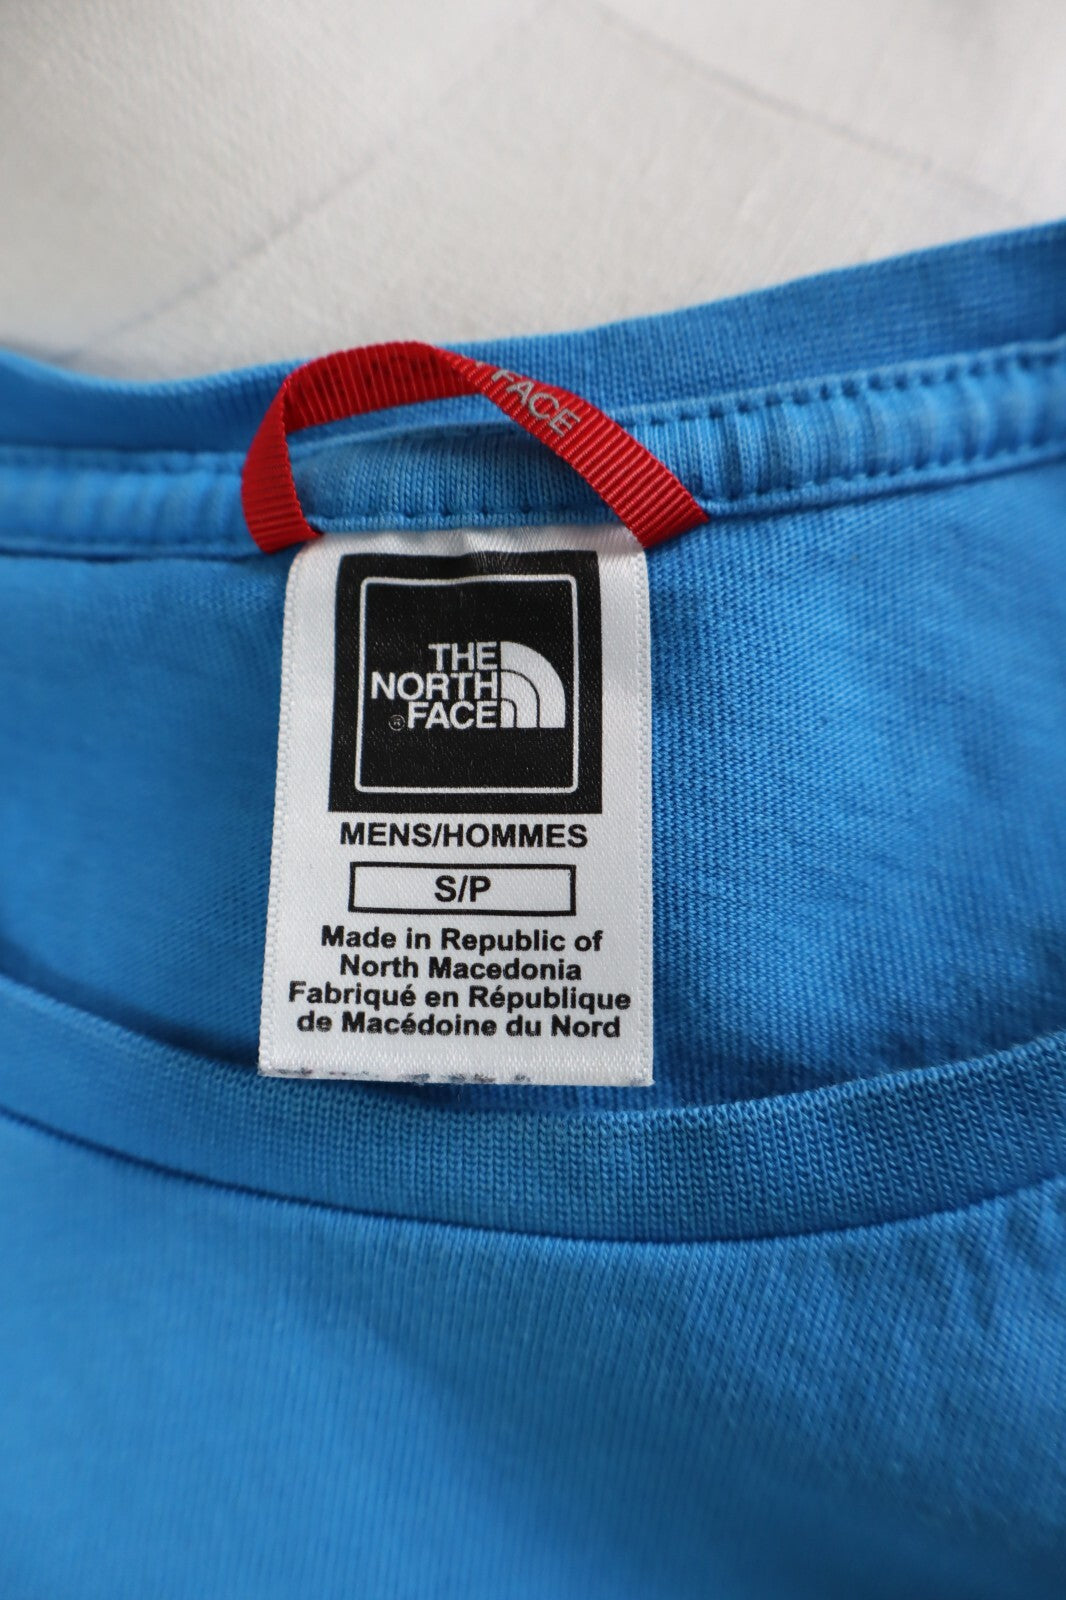 FACE
THE
NORTH
® FACE
MENS/HOMMES
S/P
Made in Republic of
North Macedonia
Fabriqué en République
de Macédoine du Nord